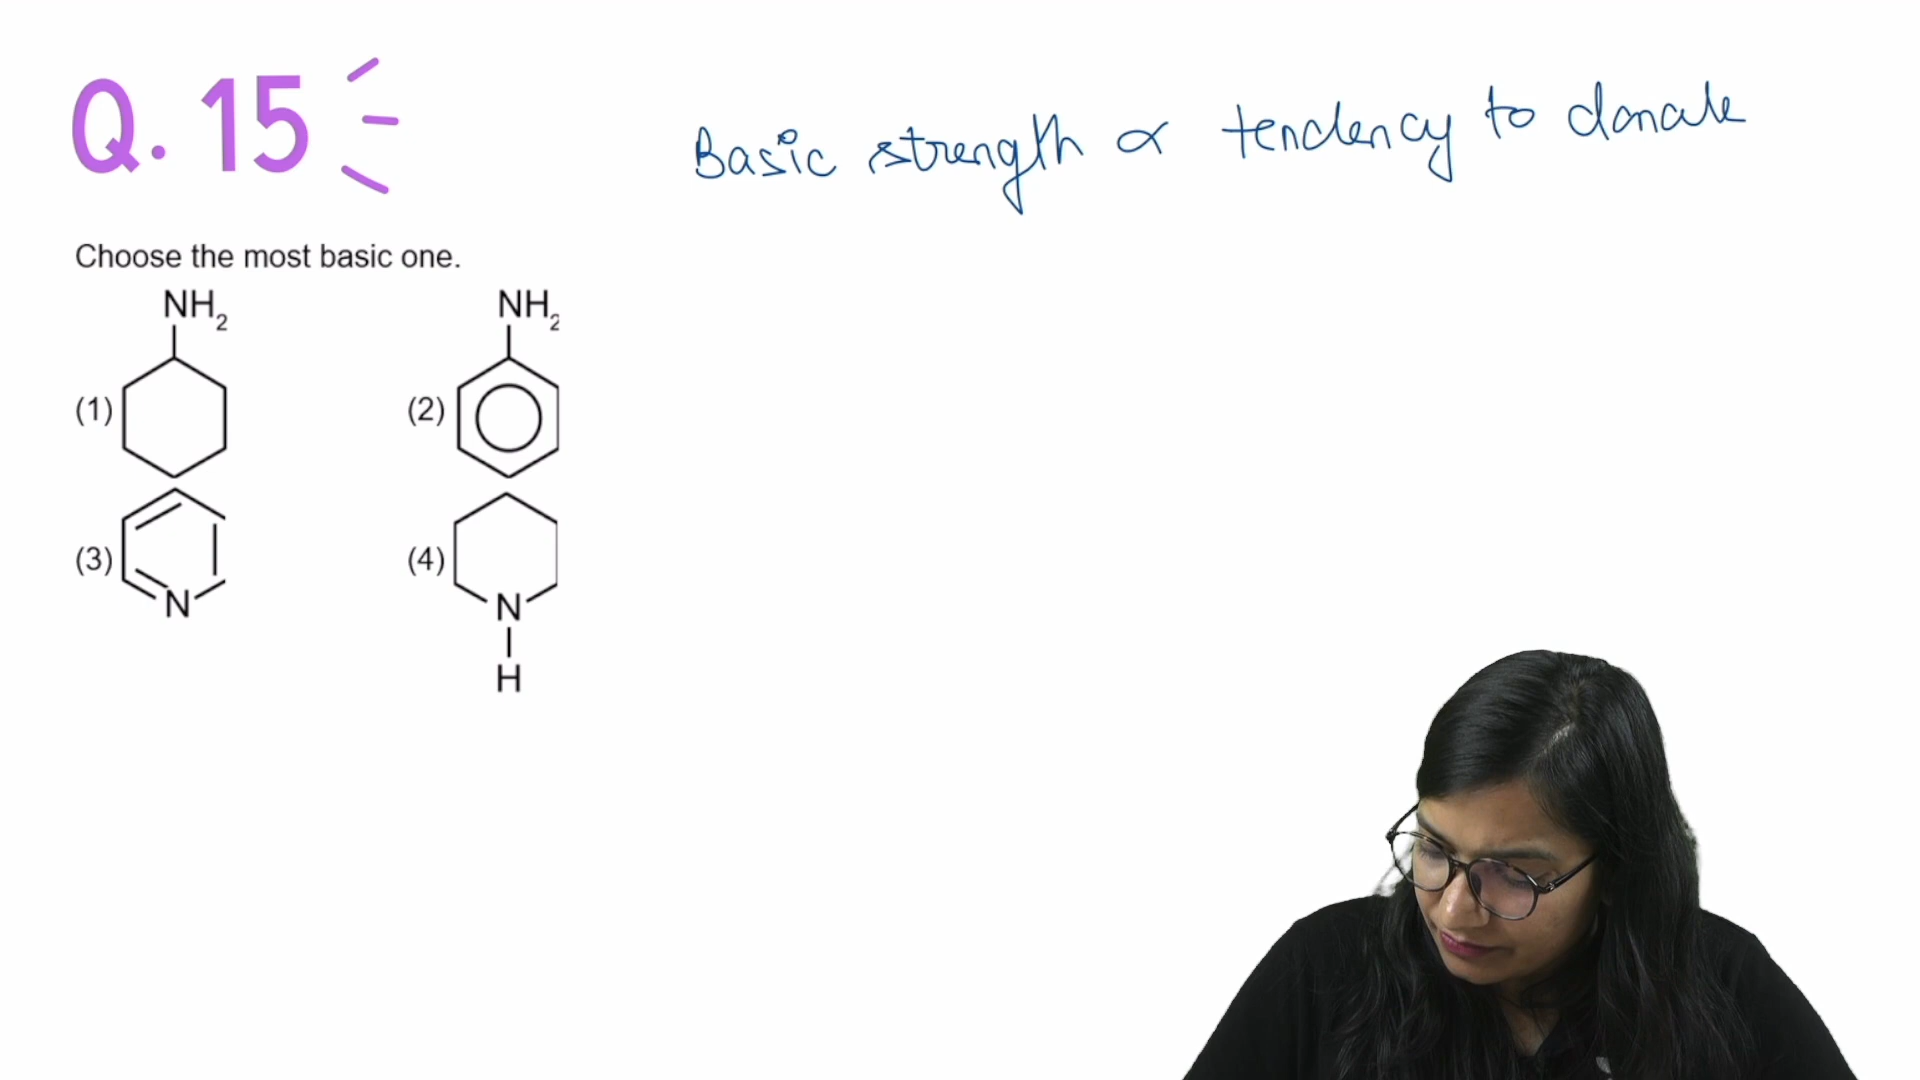 Q. 15
Basic strength ∝ tendency to donate
Choose the most basic one.
NH2
NH2
(1)
(2)
(3)
N
(4)
N
H